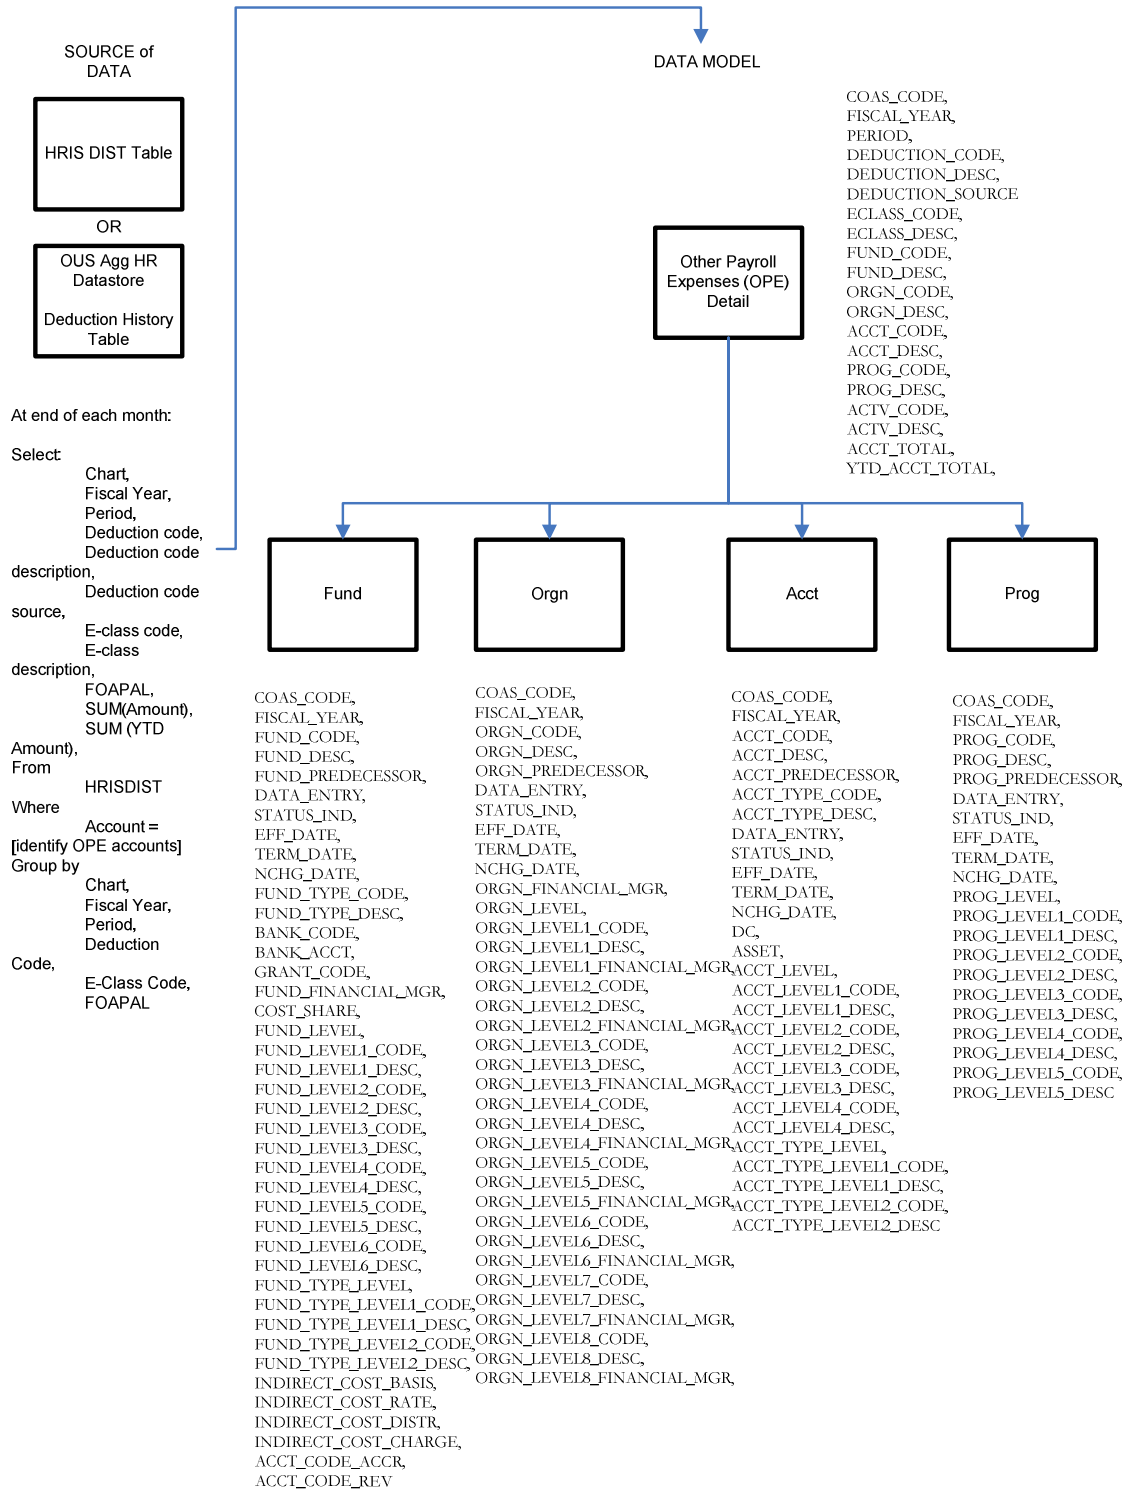 SOURCE of
DATA
HRIS DIST Table
OR
OUS Agg HR
Datastore
Deduction History
Table
At end of each month:
Select:
Chart,
Fiscal Year,
Period,
Deduction code,
Deduction code
description,
Deduction code
source,
E-class code,
E-class
description,
FOAPAL,
SUM(Amount),
SUM (YTD
Amount),
From
HRISDIST
Where
Account =
[identify OPE accounts]
Group by
Chart,
Fiscal Year,
Period,
Deduction
Code,
E-Class Code,
FOAPAL
DATA MODEL
Other Payroll
Expenses (OPE)
Detail
COAS_CODE,
FISCAL_YEAR,
PERIOD,
DEDUCTION_CODE,
DEDUCTION_DESC,
DEDUCTION_SOURCE
ECLASS_CODE,
ECLASS_DESC,
FUND_CODE,
FUND_DESC,
ORGN_CODE,
ORGN_DESC,
ACCT_CODE,
ACCT_DESC,
PROG_CODE,
PROG_DESC,
ACTV_CODE,
ACTV_DESC,
ACCT_TOTAL,
YTD_ACCT_TOTAL,
Fund
COAS_CODE,
FISCAL_YEAR,
FUND_CODE,
FUND_DESC,
FUND_PREDECESSOR,
DATA_ENTRY,
STATUS_IND,
EFF_DATE,
TERM_DATE,
NCHG_DATE,
FUND_TYPE_CODE,
FUND_TYPE_DESC,
BANK_CODE,
BANK_ACCT,
GRANT_CODE,
FUND_FINANCIAL_MGR,
COST_SHARE,
FUND_LEVEL,
FUND_LEVEL1_CODE,
FUND_LEVEL1_DESC,
FUND_LEVEL2_CODE,
FUND_LEVEL2_DESC,
FUND_LEVEL3_CODE,
FUND_LEVEL3_DESC,
FUND_LEVEL4_CODE,
FUND_LEVEL4_DESC,
FUND_LEVEL5_CODE,
FUND_LEVEL5_DESC,
FUND_LEVEL6_CODE,
FUND_LEVEL6_DESC,
FUND_TYPE_LEVEL,
FUND_TYPE_LEVEL1_CODE,
FUND_TYPE_LEVEL1_DESC,
FUND_TYPE_LEVEL2_CODE,
FUND_TYPE_LEVEL2_DESC,
INDIRECT_COST_BASIS,
INDIRECT_COST_RATE,
INDIRECT_COST_DISTR,
INDIRECT_COST_CHARGE,
ACCT_CODE_ACCR,
ACCT_CODE_REV
Orgn
COAS_CODE,
FISCAL_YEAR,
ORGN_CODE,
ORGN_DESC,
ORGN_PREDECESSOR,
DATA_ENTRY,
STATUS_IND,
EFF_DATE,
TERM_DATE,
NCHG_DATE,
ORGN_FINANCIAL_MGR,
ORGN_LEVEL,
ORGN_LEVEL1_CODE,
ORGN_LEVEL1_DESC,
ORGN_LEVEL1_FINANCIAL_MGR,
ORGN_LEVEL2_CODE,
ORGN_LEVEL2_DESC,
ORGN_LEVEL2_FINANCIAL_MGR,
ORGN_LEVEL3_CODE,
ORGN_LEVEL3_DESC,
ORGN_LEVEL3_FINANCIAL_MGR,
ORGN_LEVEL4_CODE,
ORGN_LEVEL4_DESC,
ORGN_LEVEL4_FINANCIAL_MGR,
ORGN_LEVEL5_CODE,
ORGN_LEVEL5_DESC,
ORGN_LEVEL5_FINANCIAL_MGR,
ORGN_LEVEL6_CODE,
ORGN_LEVEL6_DESC,
ORGN_LEVEL6_FINANCIAL_MGR,
ORGN_LEVEL7_CODE,
ORGN_LEVEL7_DESC,
ORGN_LEVEL7_FINANCIAL_MGR,
ORGN_LEVEL8_CODE,
ORGN_LEVEL8_DESC,
ORGN_LEVEL8_FINANCIAL_MGR,
Acct
COAS_CODE,
FISCAL_YEAR,
ACCT_CODE,
ACCT_DESC,
ACCT_PREDECESSOR,
ACCT_TYPE_CODE,
ACCT_TYPE_DESC,
DATA_ENTRY,
STATUS_IND,
EFF_DATE,
TERM_DATE,
NCHG_DATE,
DC,
ASSET,
ACCT_LEVEL,
ACCT_LEVEL1_CODE,
ACCT_LEVEL1_DESC,
ACCT_LEVEL2_CODE,
ACCT_LEVEL2_DESC,
ACCT_LEVEL3_CODE,
ACCT_LEVEL3_DESC,
ACCT_LEVEL4_CODE,
ACCT_LEVEL4_DESC,
ACCT_TYPE_LEVEL,
ACCT_TYPE_LEVEL1_CODE,
ACCT_TYPE_LEVEL1_DESC,
ACCT_TYPE_LEVEL2_CODE,
ACCT_TYPE_LEVEL2_DESC
Prog
COAS_CODE,
FISCAL_YEAR,
PROG_CODE,
PROG_DESC,
PROG_PREDECESSOR,
DATA_ENTRY,
STATUS_IND,
EFF_DATE,
TERM_DATE,
NCHG_DATE,
PROG_LEVEL,
PROG_LEVEL1_CODE,
PROG_LEVEL1_DESC,
PROG_LEVEL2_CODE,
PROG_LEVEL2_DESC,
PROG_LEVEL3_CODE,
PROG_LEVEL3_DESC,
PROG_LEVEL4_CODE,
PROG_LEVEL4_DESC,
PROG_LEVEL5_CODE,
PROG_LEVEL5_DESC